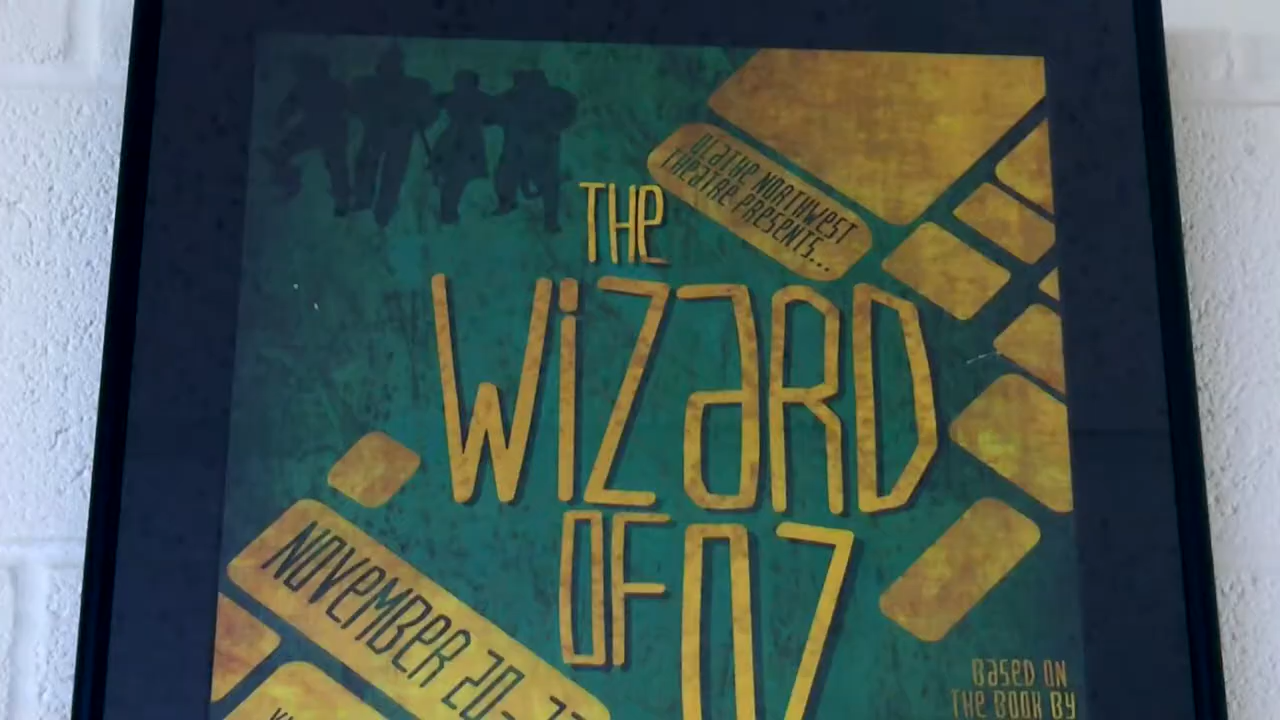 OLATHE NORTHWEST
THEATRE PRESENTS...
THE
WIZARD
OF OZ
NOVEMBER 20-
BASED ON
THE BOOK BY